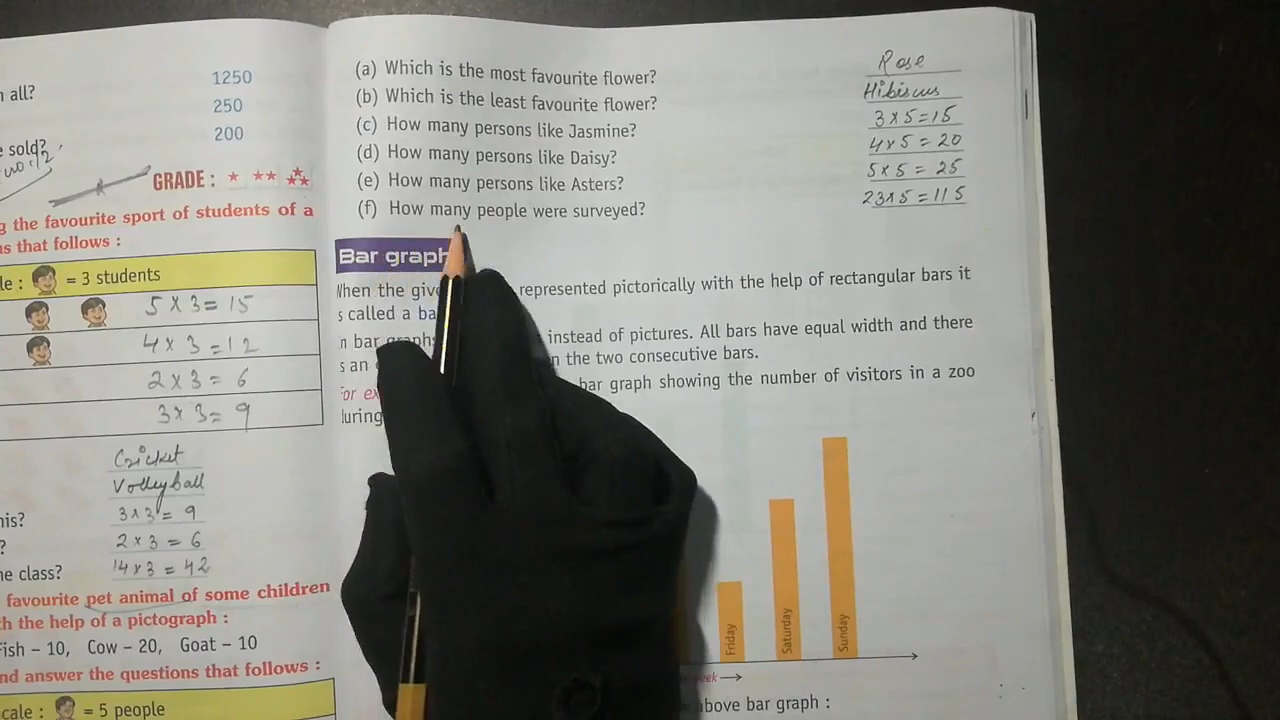 n all?
1250
250
e sold?
200
GRADE :
g the favourite sport of students of a
ns that follows :
le : = 3 students
5 x 3 = 15
4 x 3 = 12
2 x 3 = 6
3 x 3 = 9
Cricket
Volleyball
his? 3x3 = 9
? 2 x 3 = 6
he class? 14 x 3 = 42
favourite pet animal of some children
th the help of a pictograph :
Fish – 10, Cow – 20, Goat – 10
nd answer the questions that follows :
cale : = 5 people
(a) Which is the most favourite flower? Rose
(b) Which is the least favourite flower? Hibiscus
(c) How many persons like Jasmine? 3 x 5 = 15
(d) How many persons like Daisy? 4 x 5 = 20
(e) How many persons like Asters? 5 x 5 = 25
(f) How many people were surveyed? 23 x 5 = 115
Bar graph
When the give represented pictorically with the help of rectangular bars it
s called a ba
n bar graphs instead of pictures. All bars have equal width and there
s an n the two consecutive bars.
For ex bar graph showing the number of visitors in a zoo
during
Friday
Saturday
Sunday
eek
above bar graph :